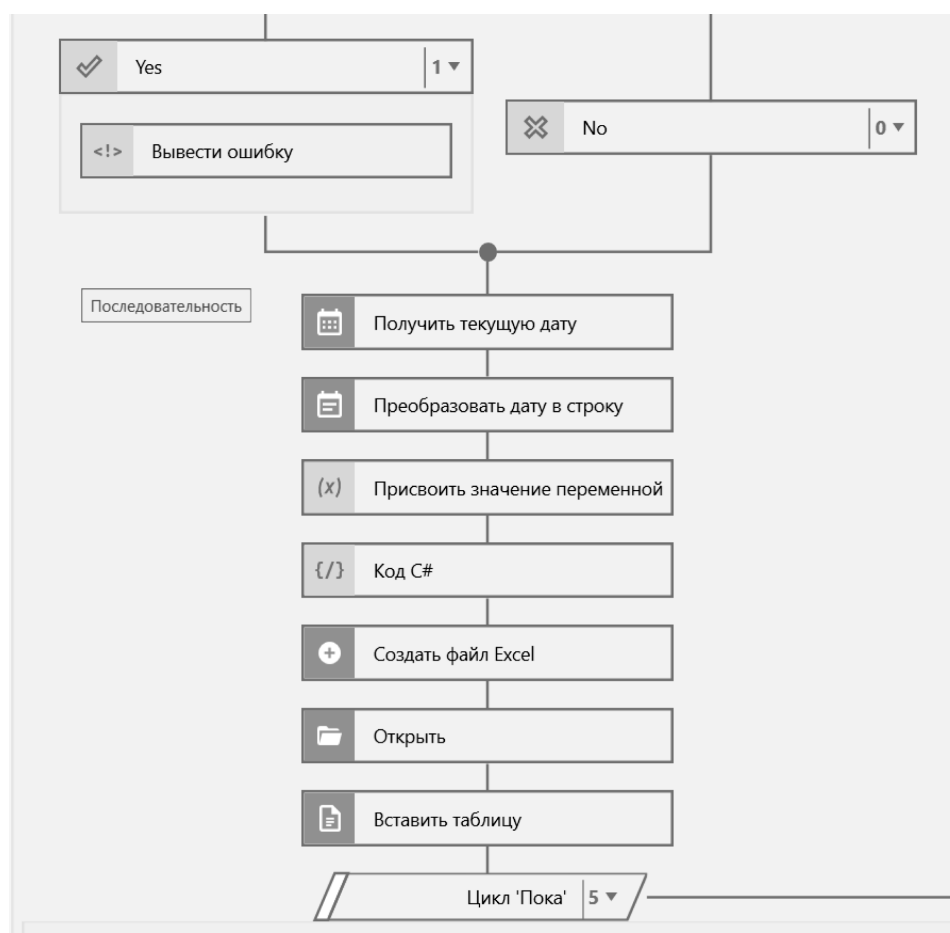 Yes 1
<!> Вывести ошибку
No 0
Последовательность
Получить текущую дату
Преобразовать дату в строку
(x) Присвоить значение переменной
{/} Код C#
Создать файл Excel
Открыть
Вставить таблицу
Цикл 'Пока' 5